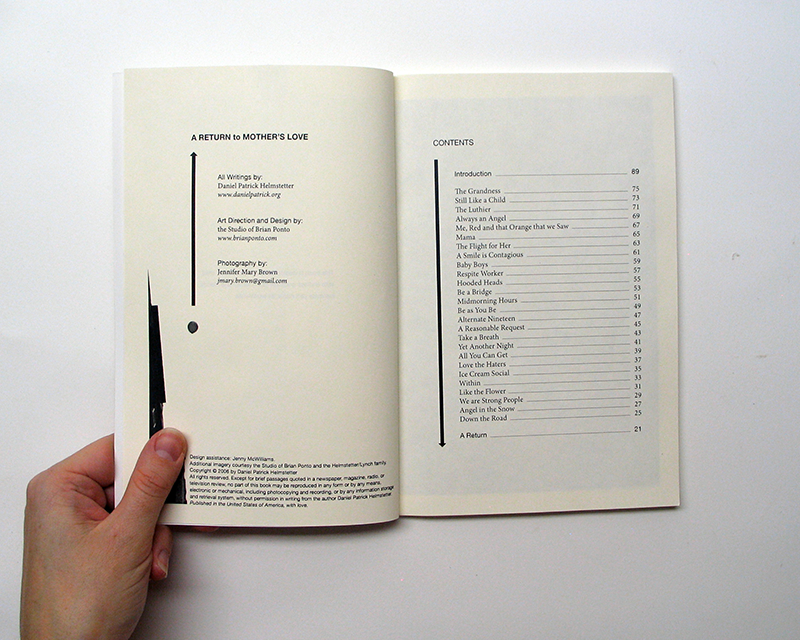 A RETURN to MOTHER'S LOVE
All Writings by:
Daniel Patrick Helmstetter
www.danielpatrick.org
Art Direction and Design by:
the Studio of Brian Ponto
www.brianponto.com
Photography by:
Jennifer Mary Brown
jmary.brown@gmail.com
Design assistance: Jenny McWilliams.
Additional imagery courtesy the Studio of Brian Ponto and the Helmstetter/Lynch family.
Copyright © 2006 by Daniel Patrick Helmstetter
All rights reserved. Except for brief passages quoted in a newspaper, magazine, radio, or
television review, no part of this book may be reproduced in any form or by any means,
electronic or mechanical, including photocopying and recording, or by any information storage
and retrieval system, without permission in writing from the author Daniel Patrick Helmstetter.
Published in the United States of America, with love.
CONTENTS
Introduction 89
The Grandness 75
Still Like a Child 73
The Luthier 71
Always an Angel 69
Me, Red and that Orange that we Saw 67
Mama 65
The Flight for Her 63
A Smile is Contagious 61
Baby Boys 59
Respite Worker 57
Hooded Heads 55
Be a Bridge 53
Midmorning Hours 51
Be as You Be 49
Alternate Nineteen 47
A Reasonable Request 45
Take a Breath 43
Yet Another Night 41
All You Can Get 39
Love the Haters 37
Ice Cream Social 35
Within 33
Like the Flower 31
We are Strong People 29
Angel in the Snow 27
Down the Road 25
A Return 21